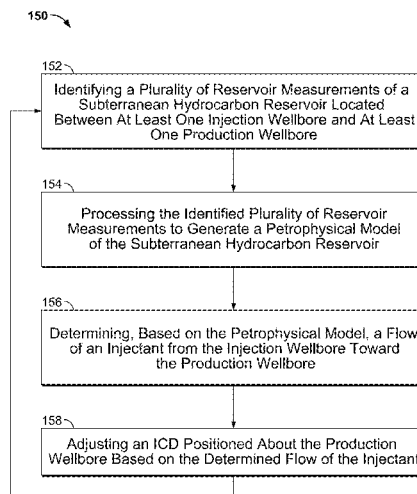 150
152
Identifying a Plurality of Reservoir Measurements of a
Subterranean Hydrocarbon Reservoir Located
Between At Least One Injection Wellbore and At Least
One Production Wellbore
154
Processing the Identified Plurality of Reservoir
Measurements to Generate a Petrophysical Model
of the Subterranean Hydrocarbon Reservoir
156
Determining, Based on the Petrophysical Model, a Flow
of an Injectant from the Injection Wellbore Toward
the Production Wellbore
158
Adjusting an ICD Positioned About the Production
Wellbore Based on the Determined Flow of the Injectant